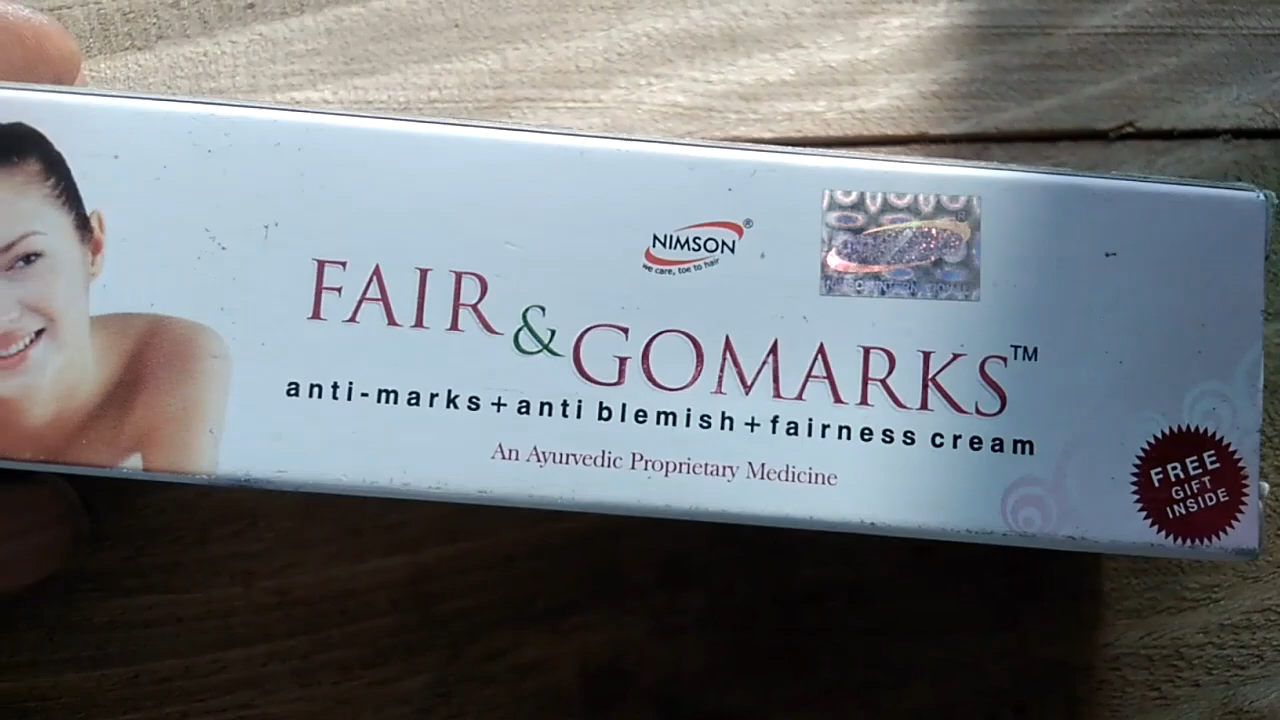 NIMSON®
we care, toe to hair
FAIR & GOMARKS™
anti-marks+anti blemish+fairness cream
An Ayurvedic Proprietary Medicine
FREE
GIFT
INSIDE